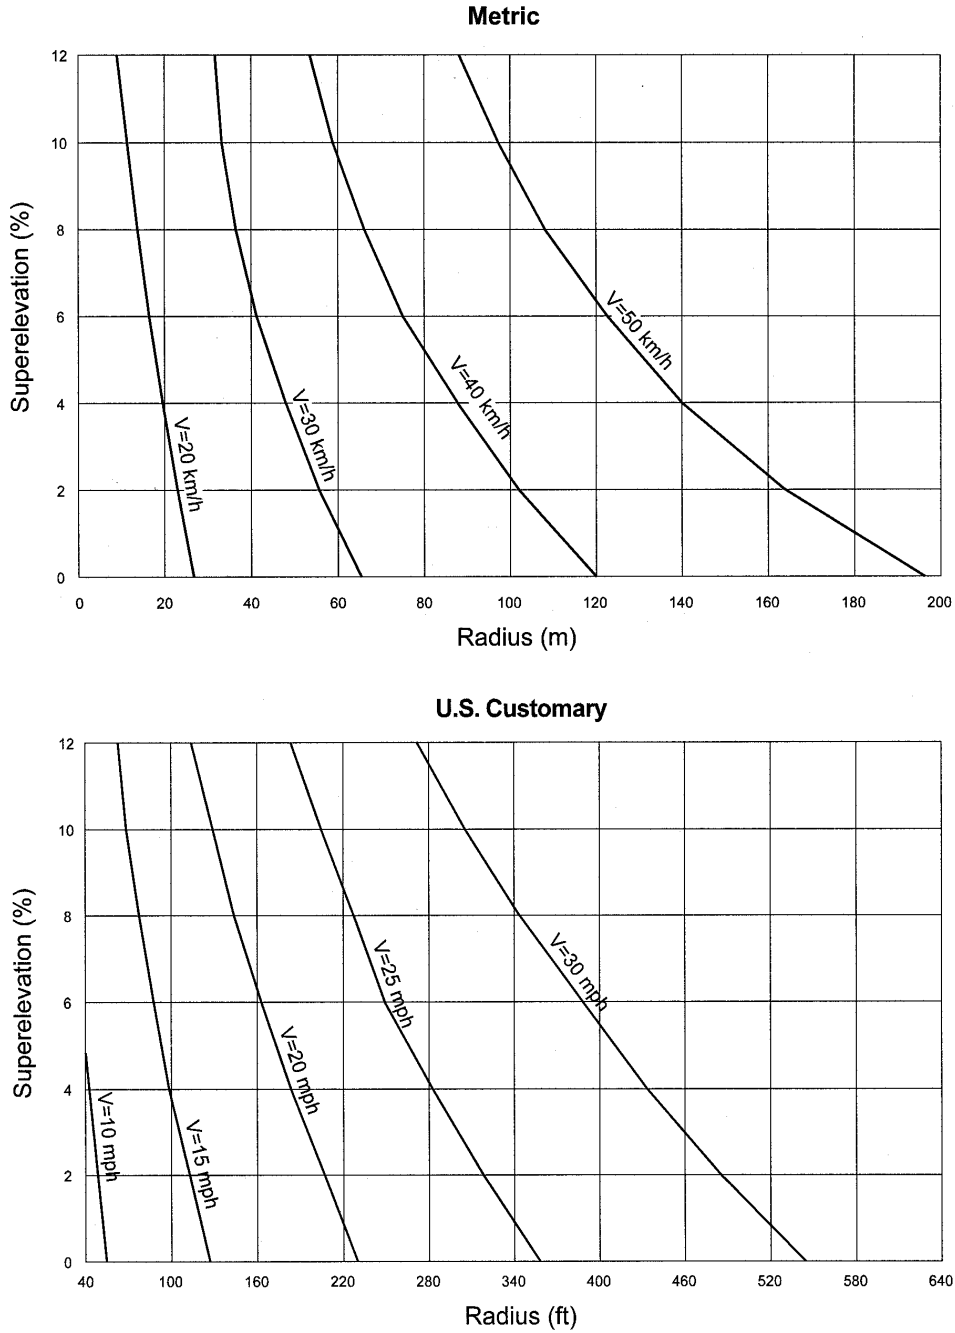 Metric
12
10
8
6
4
2
0
Superelevation (%)
V=20 km/h
V=30 km/h
V=40 km/h
V=50 km/h
0 20 40 60 80 100 120 140 160 180 200
Radius (m)
U.S. Customary
12
10
8
6
4
2
0
Superelevation (%)
V=10 mph
V=15 mph
V=20 mph
V=25 mph
V=30 mph
40 100 160 220 280 340 400 460 520 580 640
Radius (ft)